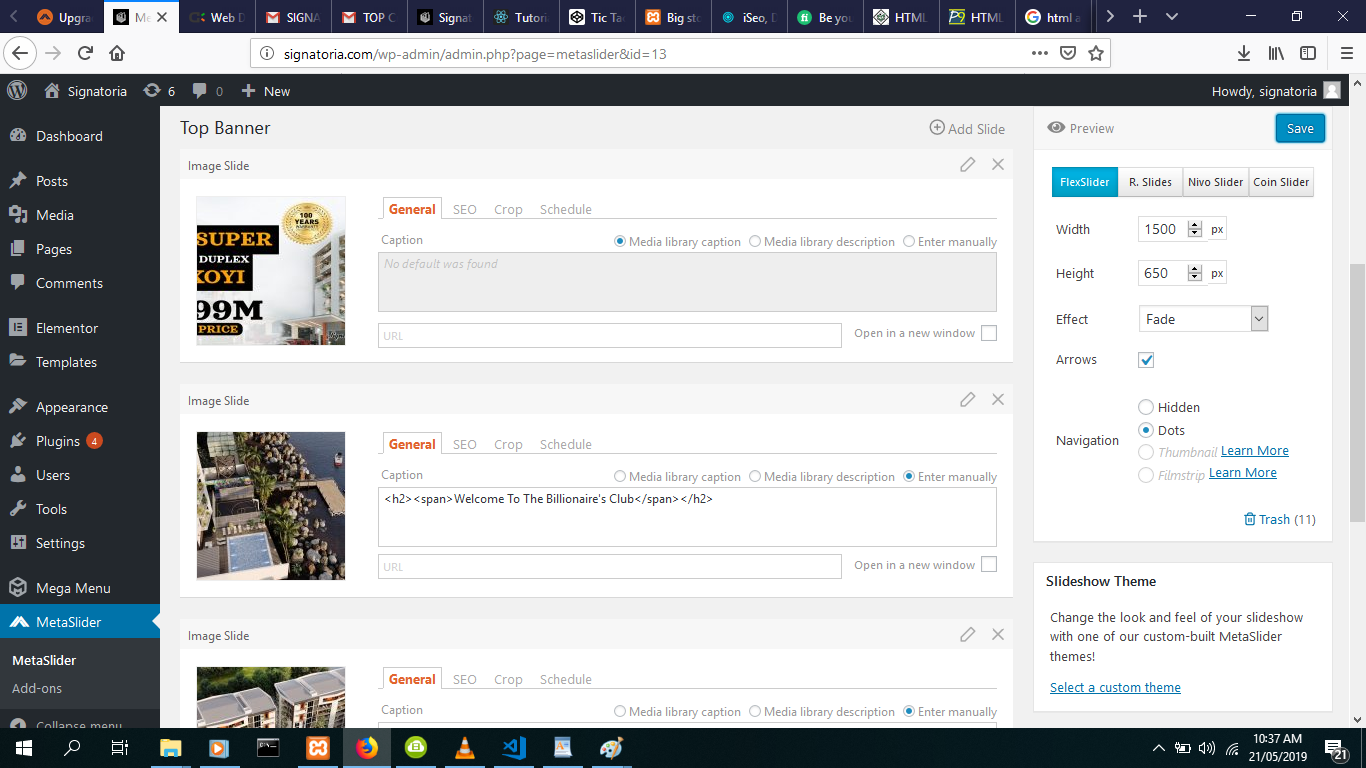 Upgra
Me
Web D
SIGNA
TOP C
Signat
Tutoria
Tic Tac
Big sto
iSeo, D
Be you
HTML
HTML
html a
signatoria.com/wp-admin/admin.php?page=metaslider&id=13
Signatoria
6
0
New
Howdy, signatoria
Dashboard
Posts
Media
Pages
Comments
Elementor
Templates
Appearance
Plugins 4
Users
Tools
Settings
Mega Menu
MetaSlider
MetaSlider
Add-ons
Collapse menu
Top Banner
Add Slide
Image Slide
100
YEARS
WARRANTY
SUPER
DUPLEX
KOYI
99M
PRICE
General SEO Crop Schedule
Caption Media library caption Media library description Enter manually
No default was found
URL
Open in a new window
Image Slide
General SEO Crop Schedule
Caption Media library caption Media library description Enter manually
<h2><span>Welcome To The Billionaire's Club</span></h2>
URL
Open in a new window
Image Slide
General SEO Crop Schedule
Caption Media library caption Media library description Enter manually
Preview
Save
FlexSlider R. Slides Nivo Slider Coin Slider
Width 1500 px
Height 650 px
Effect Fade
Arrows
Navigation
Hidden
Dots
Thumbnail Learn More
Filmstrip Learn More
Trash (11)
Slideshow Theme
Change the look and feel of your slideshow
with one of our custom-built MetaSlider
themes!
Select a custom theme
10:37 AM
21/05/2019
21